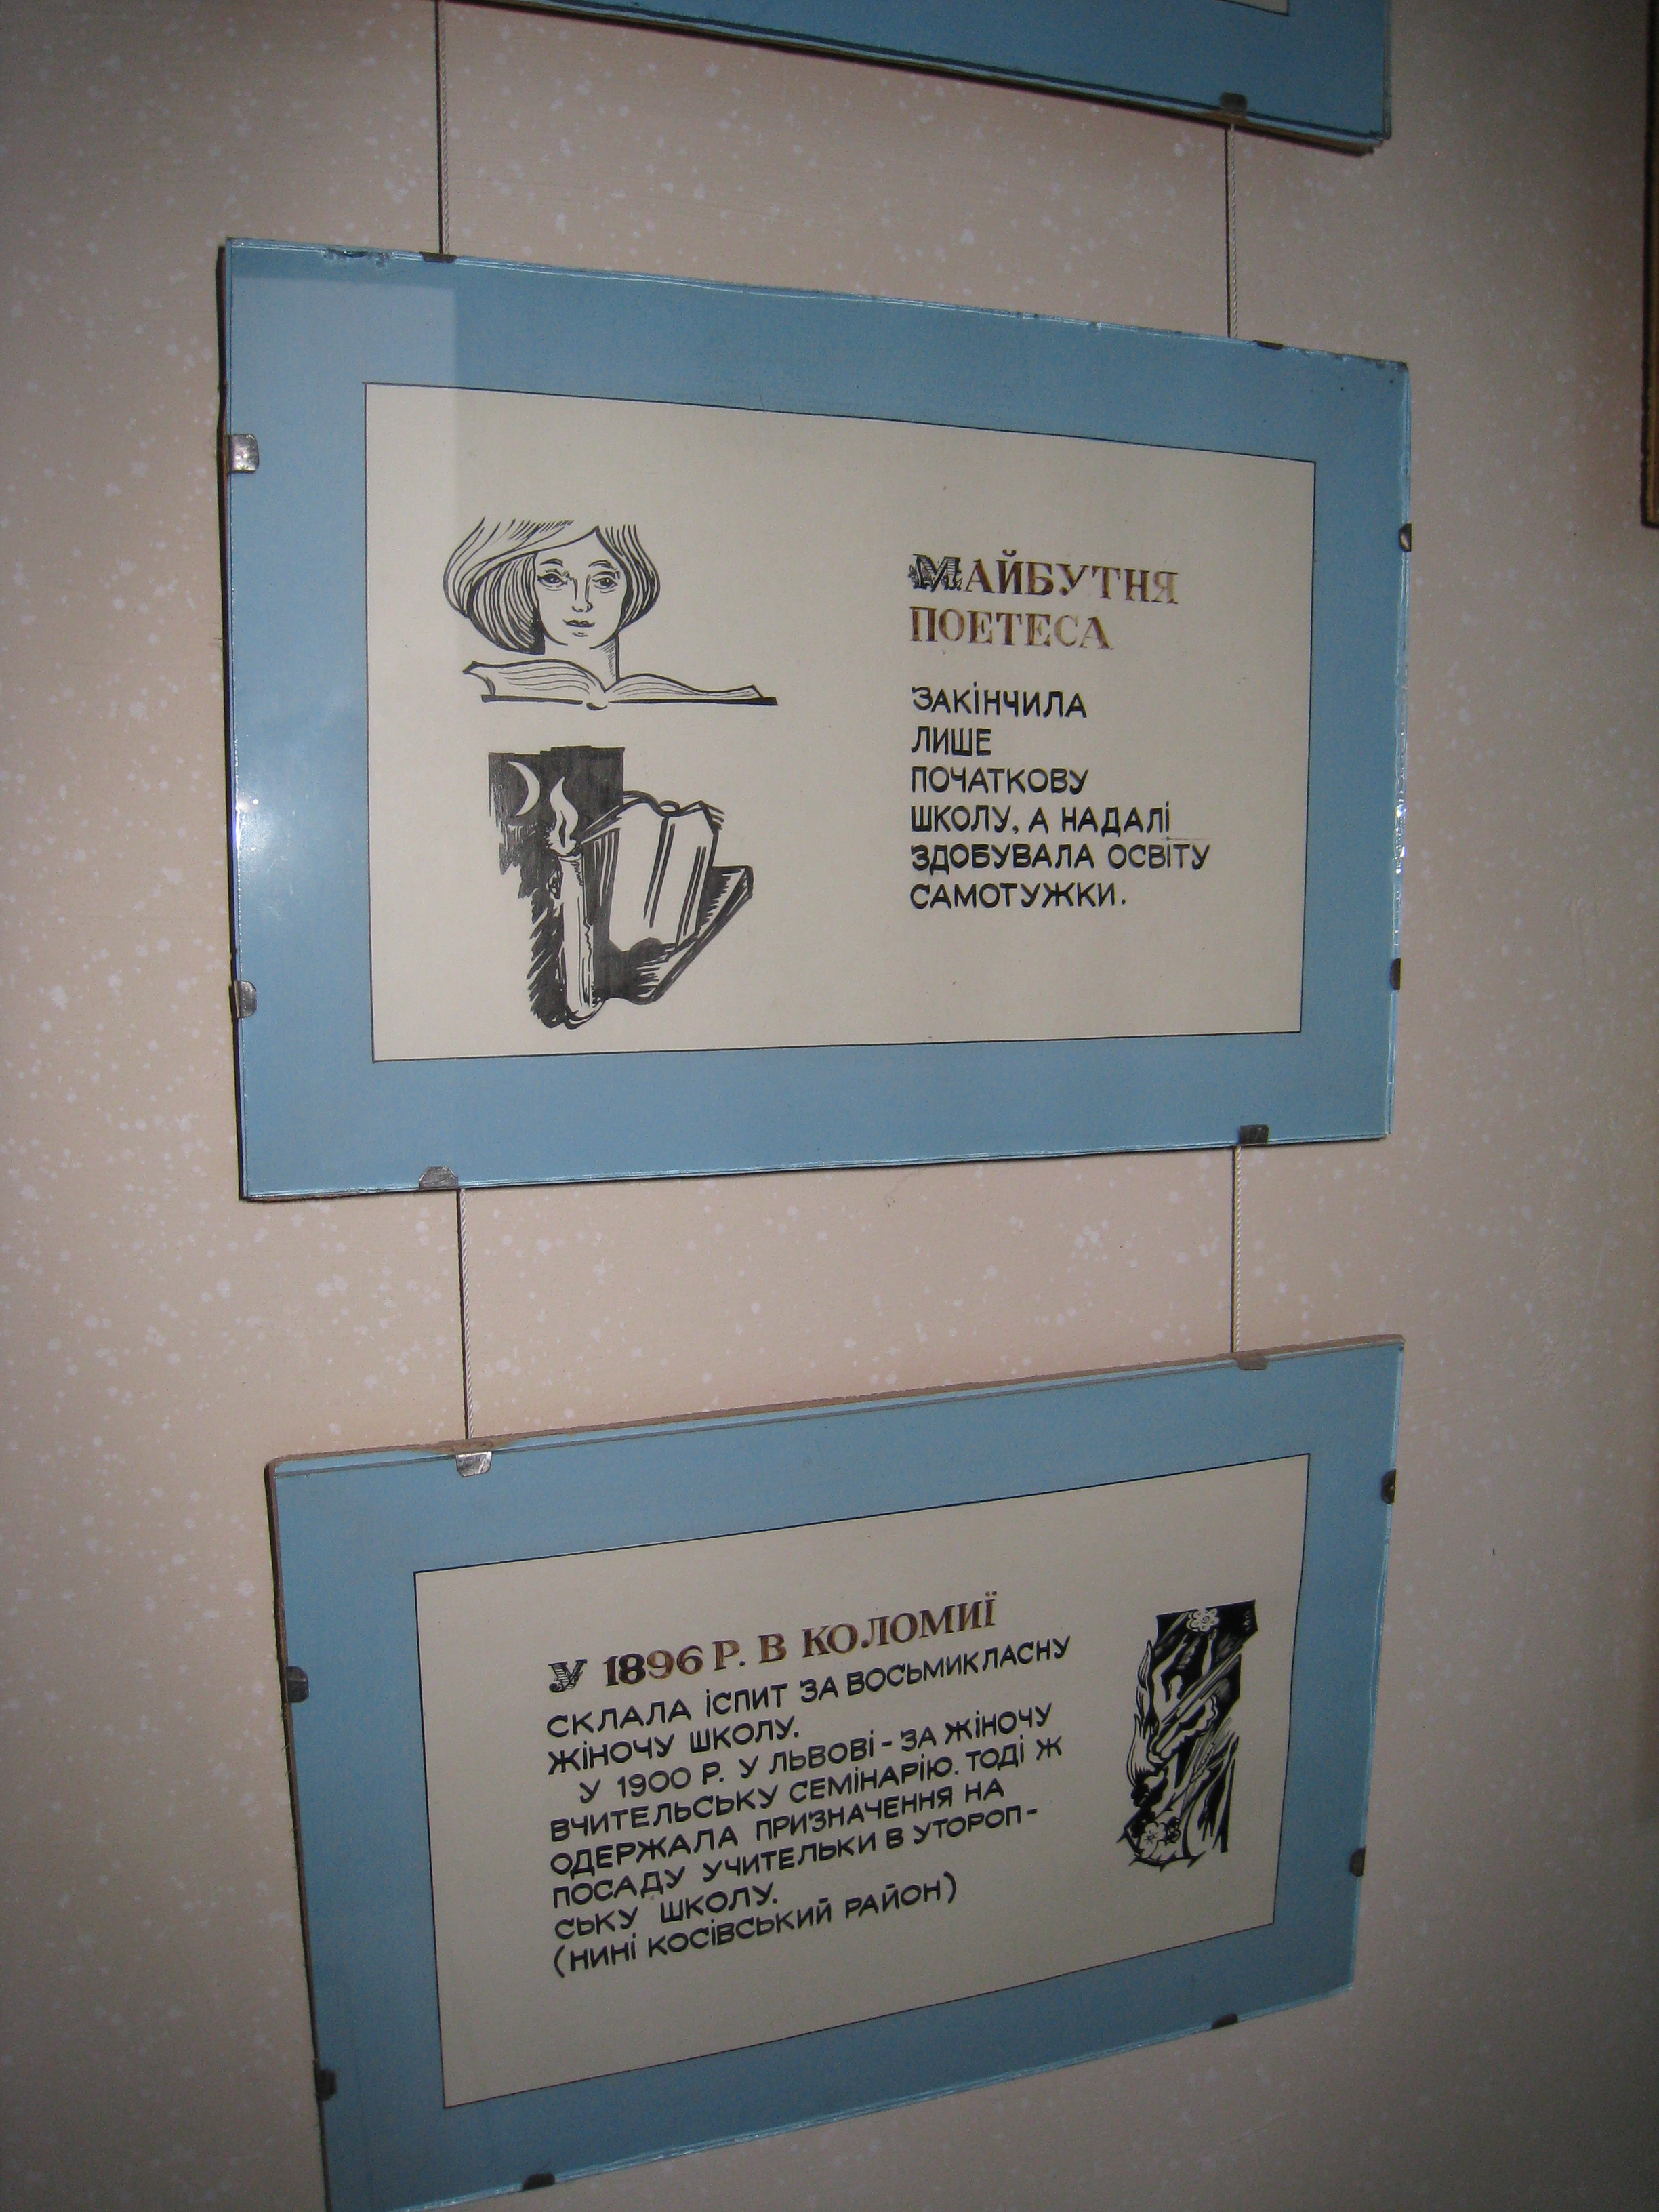 МАЙБУТНЯ
ПОЕТЕСА
ЗАКІНЧИЛА
ЛИШЕ
ПОЧАТКОВУ
ШКОЛУ, А НАДАЛІ
ЗДОБУВАЛА ОСВІТУ
САМОТУЖКИ.
У 1896 Р. В КОЛОМИЇ
СКЛАЛА ІСПИТ ЗА ВОСЬМИКЛАСНУ
ЖІНОЧУ ШКОЛУ.
У 1900 Р. У ЛЬВОВІ - ЗА ЖІНОЧУ
ВЧИТЕЛЬСЬКУ СЕМІНАРІЮ. ТОДІ Ж
ОДЕРЖАЛА ПРИЗНАЧЕННЯ НА
ПОСАДУ УЧИТЕЛЬКИ В УТОРОП-
СЬКУ ШКОЛУ.
(НИНІ КОСІВСЬКИЙ РАЙОН)